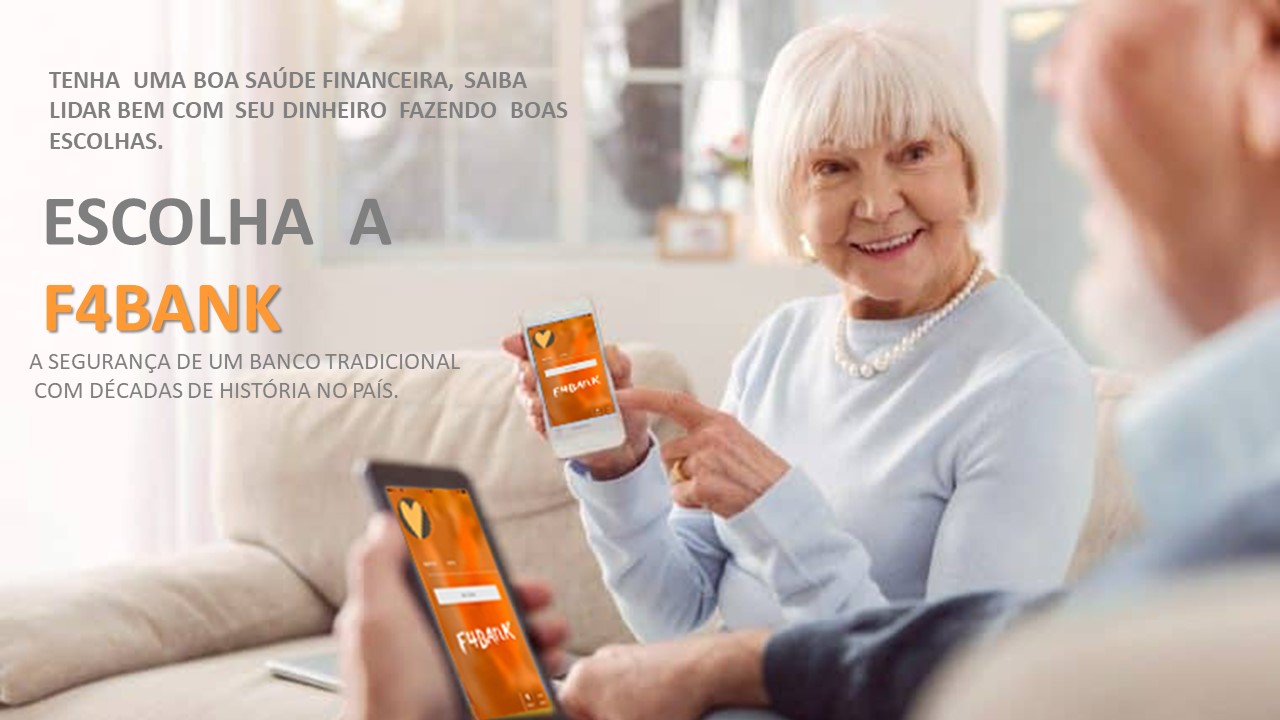 TENHA UMA BOA SAÚDE FINANCEIRA, SAIBA
LIDAR BEM COM SEU DINHEIRO FAZENDO BOAS
ESCOLHAS.
ESCOLHA A
F4BANK
A SEGURANÇA DE UM BANCO TRADICIONAL
COM DÉCADAS DE HISTÓRIA NO PAÍS.
F4BANK
F4BANK